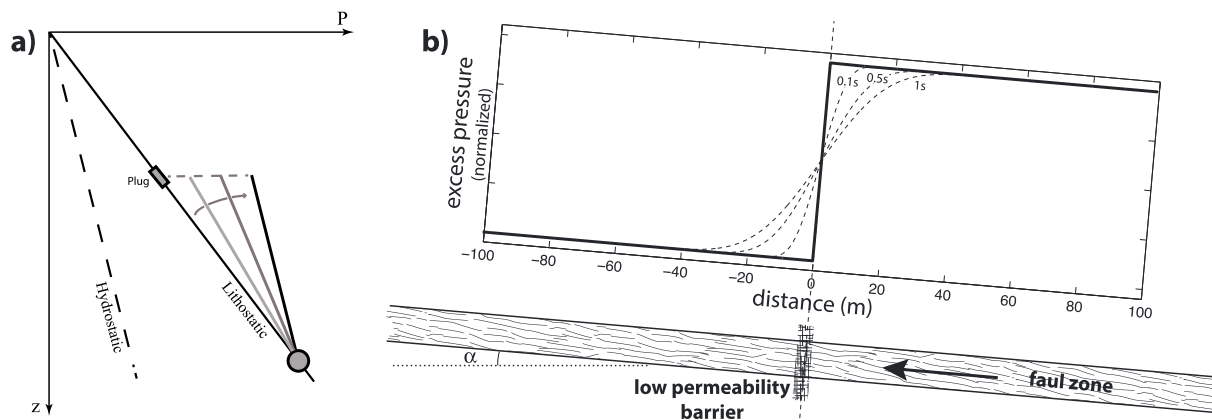 a)
P
Plug
Hydrostatic
Lithostatic
z
b)
excess pressure
(normalized)
0.1s
0.5s
1s
−100
−80
−60
−40
−20
0
20
40
60
80
100
distance (m)
α
low permeability
barrier
faul zone